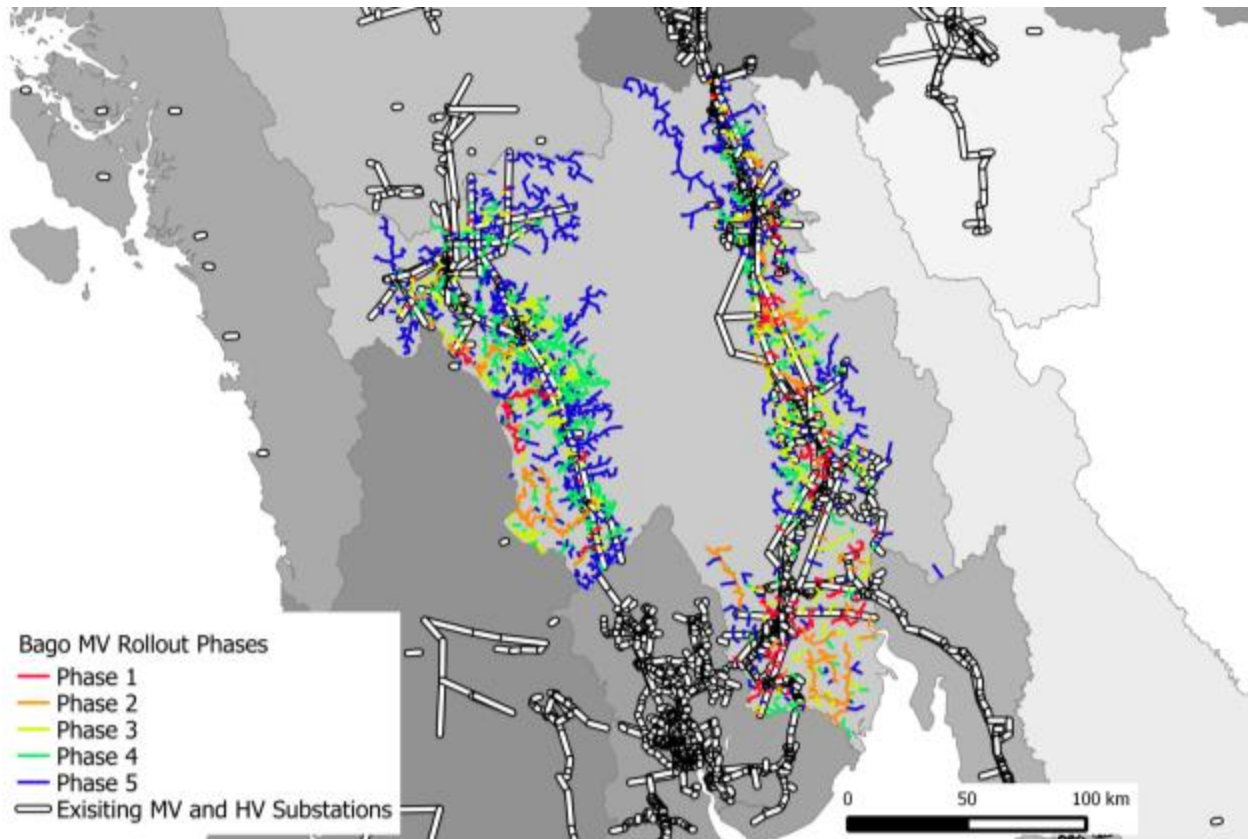 Bago MV Rollout Phases
Phase 1
Phase 2
Phase 3
Phase 4
Phase 5
Exisiting MV and HV Substations
0 50 100 km